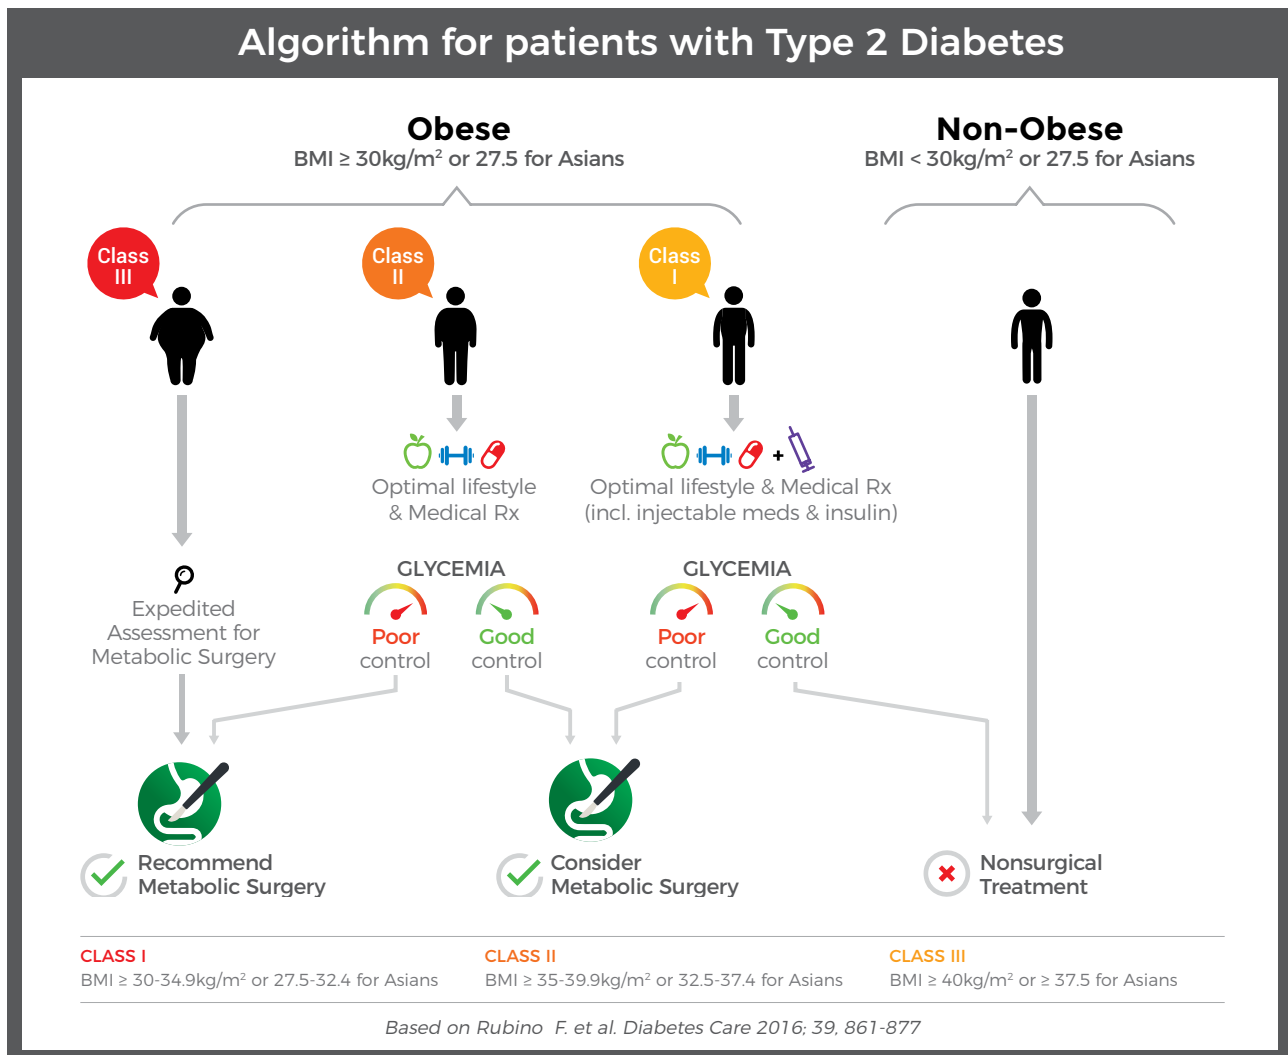 Algorithm for patients with Type 2 Diabetes
Obese
BMI ≥ 30kg/m² or 27.5 for Asians
Non-Obese
BMI < 30kg/m² or 27.5 for Asians
Class
III
Class
II
Class
I
Optimal lifestyle
& Medical Rx
+
Optimal lifestyle & Medical Rx
(incl. injectable meds & insulin)
Expedited
Assessment for
Metabolic Surgery
GLYCEMIA
Poor
control
Good
control
GLYCEMIA
Poor
control
Good
control
Recommend
Metabolic Surgery
Consider
Metabolic Surgery
Nonsurgical
Treatment
CLASS I
BMI ≥ 30-34.9kg/m² or 27.5-32.4 for Asians
CLASS II
BMI ≥ 35-39.9kg/m² or 32.5-37.4 for Asians
CLASS III
BMI ≥ 40kg/m² or ≥ 37.5 for Asians
Based on Rubino F. et al. Diabetes Care 2016; 39, 861-877